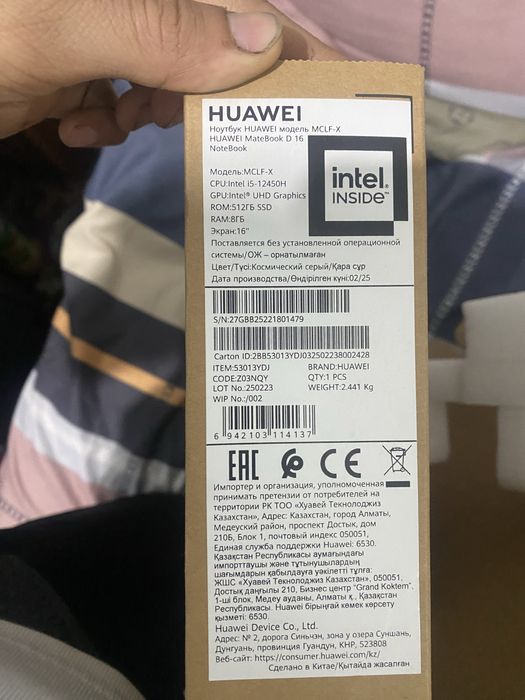 HUAWEI
Ноутбук HUAWEI модель MCLF-X
HUAWEI MateBook D 16
NoteBook
intel
INSIDE™
Модель:MCLF-X
CPU:Intel i5-12450H
GPU:Intel® UHD Graphics
ROM:512ГБ SSD
RAM:8ГБ
Экран:16"
Поставляется без установленной операционной
системы/ОЖ – орнатылмаған
Цвет/Түсі:Космический серый/Қара сұр
Дата производства/Өндірілген күні:02/25
S/N:27GBB25221801479
Carton ID:2BB53013YDJ032502238002428
ITEM:53013YDJ BRAND:HUAWEI
CODE:Z03NQY QTY:1 PCS
LOT No:250223 WEIGHT:2.441 Kg
WIP No:/002
6 942103 114137
EAC CE
Импортер и организация, уполномоченная
принимать претензии от потребителей на
территории РК ТОО «Хуавей Текнолоджиз
Казахстан», Адрес: Казахстан, город Алматы,
Медеуский район, проспект Достык, дом
210Б, Блок 1, почтовый индекс 050051,
Единая служба поддержки Huawei: 6530.
Қазақстан Республикасы аумағындағы
импорттаушы және тұтынушылардың
шағымдарын қабылдауға уәкілетті тұлға:
ЖШС «Хуавей Текнолоджиз Казахстан», 050051,
Достық даңғылы 210, Бизнес центр "Grand Koktem",
1-ші блок, Медеу ауданы, Алматы қ., Қазақстан
Республикасы. Huawei бірыңғай көмек көрсету
қызметі: 6530.
Huawei Device Co., Ltd.
Адрес: № 2, дорога Синьчэн, зона у озера Суншань,
Дунгуань, провинция Гуандун, КНР, 523808
Веб-сайт: https://consumer.huawei.com/kz/
Сделано в Китае/Қытайда жасалған